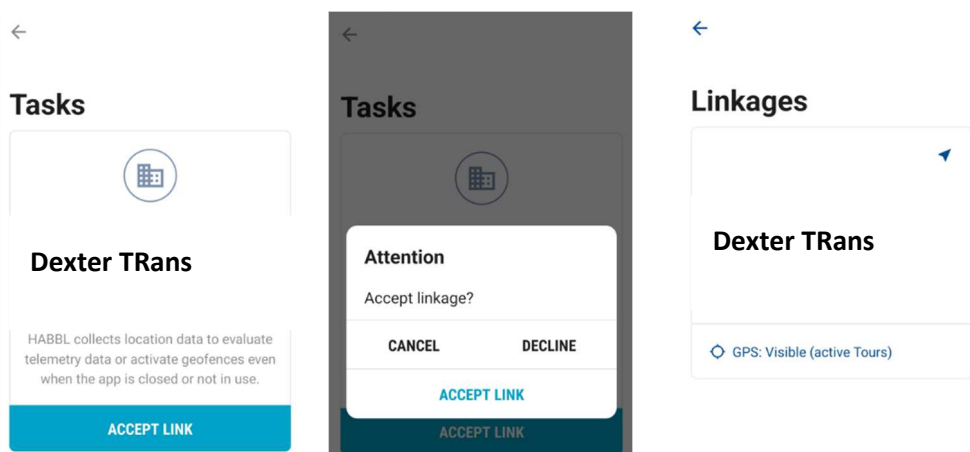 Tasks
Dexter TRans
HABBL collects location data to evaluate
telemetry data or activate geofences even
when the app is closed or not in use.
ACCEPT LINK
Tasks
Attention
Accept linkage?
CANCEL DECLINE
ACCEPT LINK
ACCEPT LINK
Linkages
Dexter TRans
GPS: Visible (active Tours)